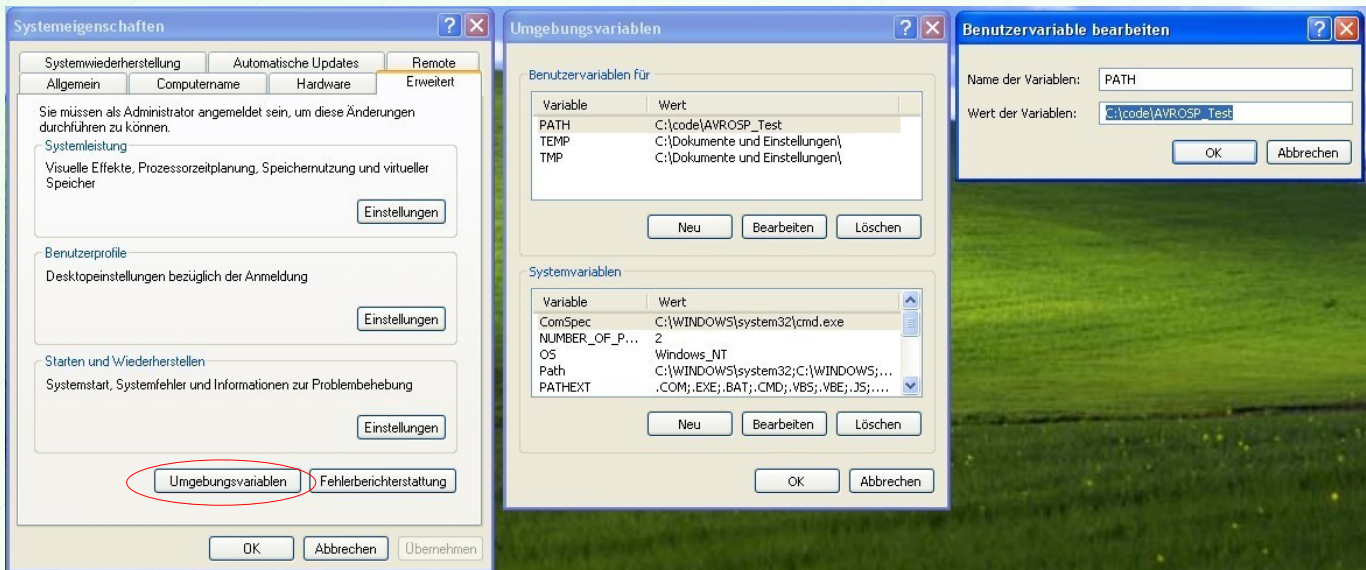 Systemeigenschaften
Systemwiederherstellung Automatische Updates Remote
Allgemein Computername Hardware Erweitert
Sie müssen als Administrator angemeldet sein, um diese Änderungen
durchführen zu können.
Systemleistung
Visuelle Effekte, Prozessorzeitplanung, Speichernutzung und virtueller
Speicher
Einstellungen
Benutzerprofile
Desktopeinstellungen bezüglich der Anmeldung
Einstellungen
Starten und Wiederherstellen
Systemstart, Systemfehler und Informationen zur Problembehebung
Einstellungen
Umgebungsvariablen Fehlerberichterstattung
OK Abbrechen Übernehmen
Umgebungsvariablen
Benutzervariablen für
Variable Wert
PATH C:\code\AVROSP_Test
TEMP C:\Dokumente und Einstellungen\
TMP C:\Dokumente und Einstellungen\
Neu Bearbeiten Löschen
Systemvariablen
Variable Wert
ComSpec C:\WINDOWS\system32\cmd.exe
NUMBER_OF_P... 2
OS Windows_NT
Path C:\WINDOWS\system32;C:\WINDOWS;...
PATHEXT .COM;.EXE;.BAT;.CMD;.VBS;.VBE;.JS;....
Neu Bearbeiten Löschen
OK Abbrechen
Benutzervariable bearbeiten
Name der Variablen: PATH
Wert der Variablen: C:\code\AVROSP_Test
OK Abbrechen